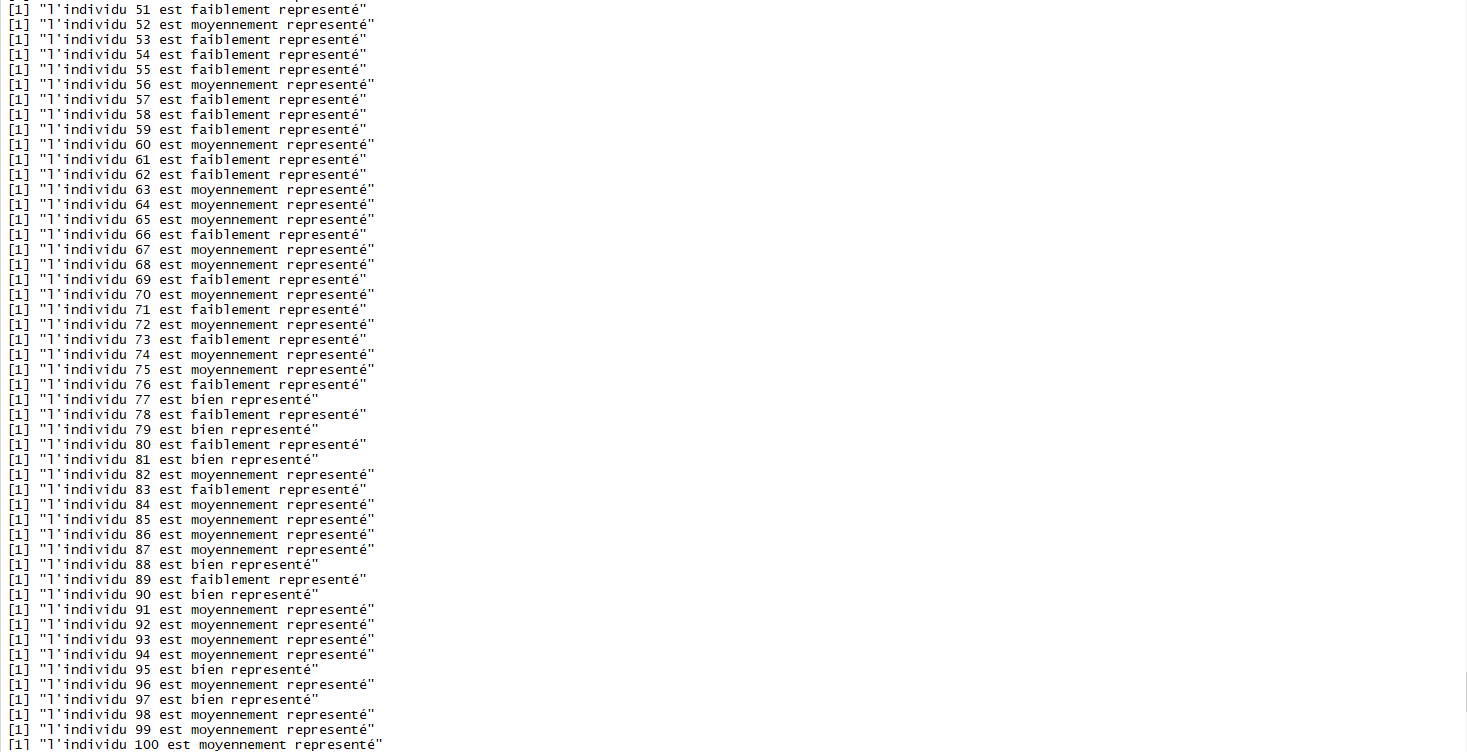 [1] "l'individu 51 est faiblement representé"
[1] "l'individu 52 est moyennement representé"
[1] "l'individu 53 est faiblement representé"
[1] "l'individu 54 est faiblement representé"
[1] "l'individu 55 est faiblement representé"
[1] "l'individu 56 est moyennement representé"
[1] "l'individu 57 est faiblement representé"
[1] "l'individu 58 est faiblement representé"
[1] "l'individu 59 est faiblement representé"
[1] "l'individu 60 est moyennement representé"
[1] "l'individu 61 est faiblement representé"
[1] "l'individu 62 est faiblement representé"
[1] "l'individu 63 est moyennement representé"
[1] "l'individu 64 est moyennement representé"
[1] "l'individu 65 est moyennement representé"
[1] "l'individu 66 est faiblement representé"
[1] "l'individu 67 est moyennement representé"
[1] "l'individu 68 est moyennement representé"
[1] "l'individu 69 est faiblement representé"
[1] "l'individu 70 est moyennement representé"
[1] "l'individu 71 est faiblement representé"
[1] "l'individu 72 est moyennement representé"
[1] "l'individu 73 est faiblement representé"
[1] "l'individu 74 est moyennement representé"
[1] "l'individu 75 est moyennement representé"
[1] "l'individu 76 est faiblement representé"
[1] "l'individu 77 est bien representé"
[1] "l'individu 78 est faiblement representé"
[1] "l'individu 79 est bien representé"
[1] "l'individu 80 est faiblement representé"
[1] "l'individu 81 est bien representé"
[1] "l'individu 82 est moyennement representé"
[1] "l'individu 83 est faiblement representé"
[1] "l'individu 84 est moyennement representé"
[1] "l'individu 85 est moyennement representé"
[1] "l'individu 86 est moyennement representé"
[1] "l'individu 87 est moyennement representé"
[1] "l'individu 88 est bien representé"
[1] "l'individu 89 est faiblement representé"
[1] "l'individu 90 est bien representé"
[1] "l'individu 91 est moyennement representé"
[1] "l'individu 92 est moyennement representé"
[1] "l'individu 93 est moyennement representé"
[1] "l'individu 94 est moyennement representé"
[1] "l'individu 95 est bien representé"
[1] "l'individu 96 est moyennement representé"
[1] "l'individu 97 est bien representé"
[1] "l'individu 98 est moyennement representé"
[1] "l'individu 99 est moyennement representé"
[1] "l'individu 100 est moyennement representé"